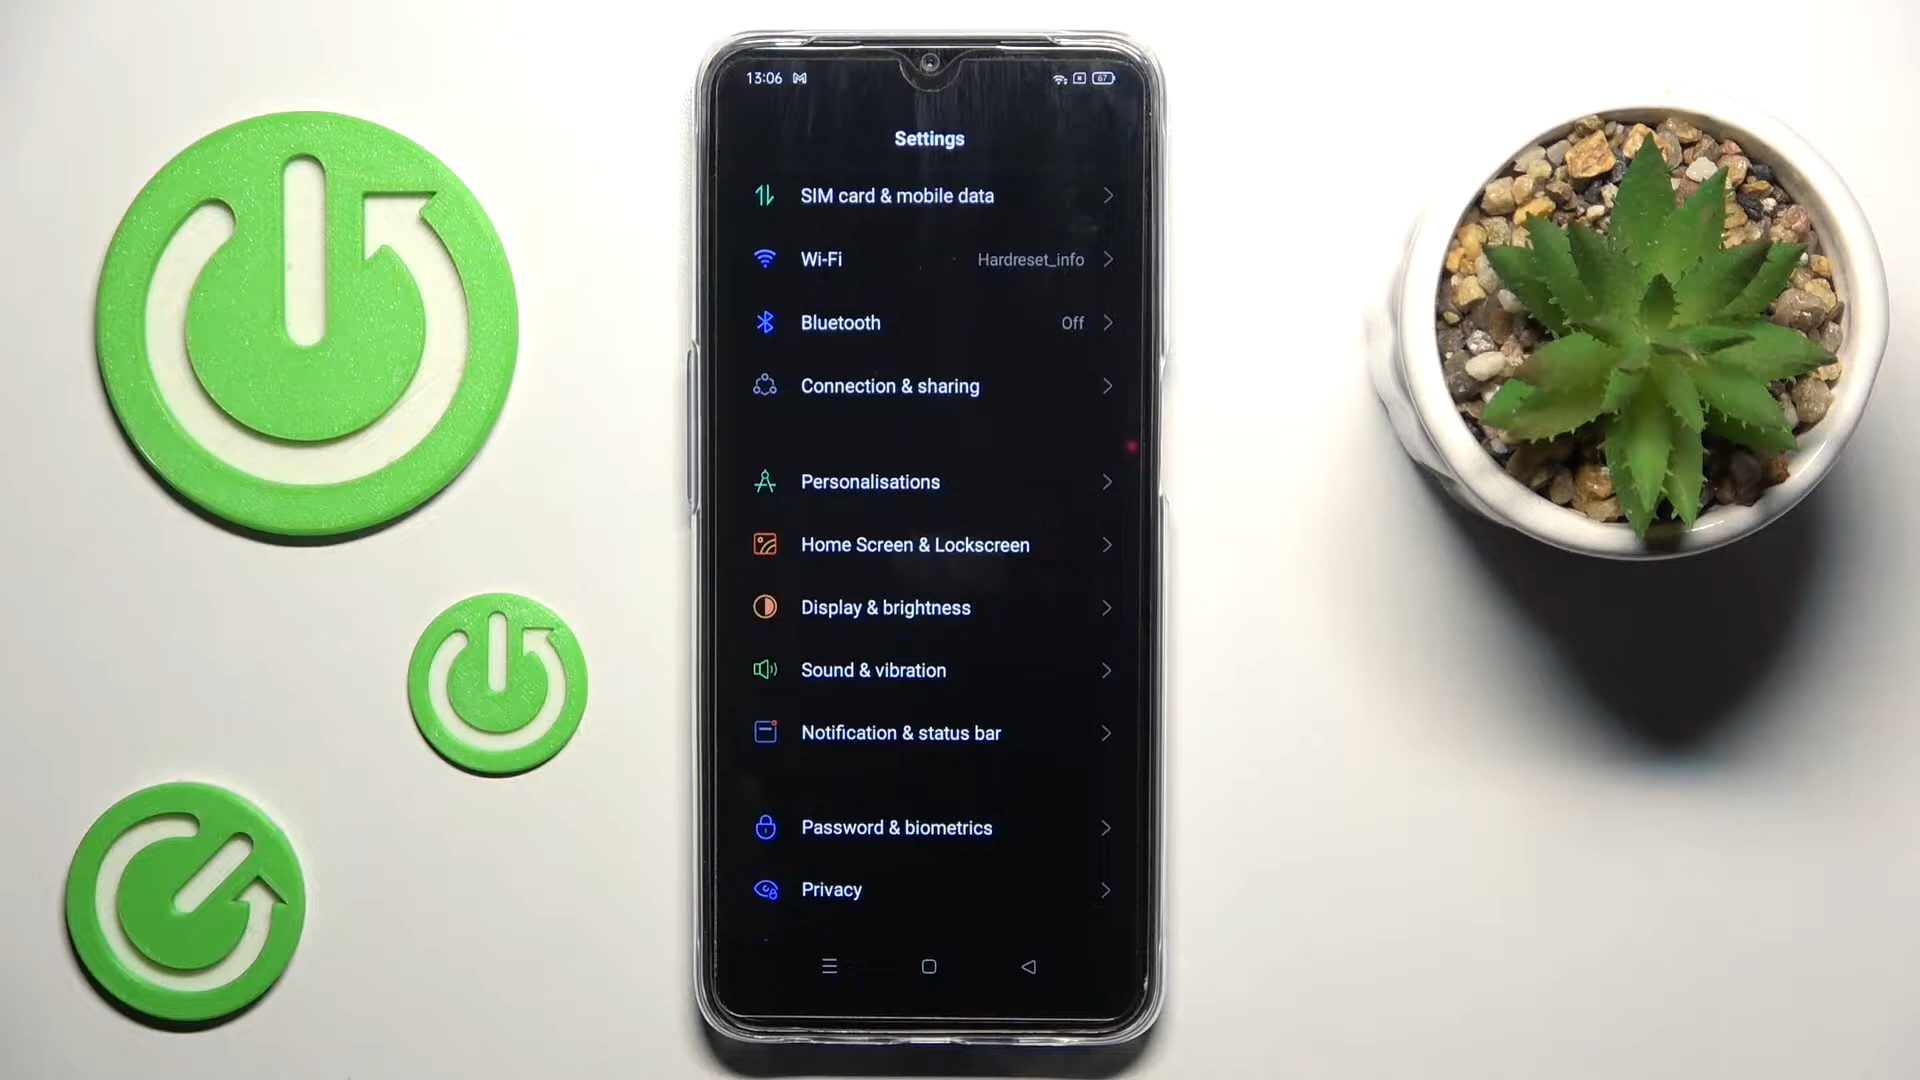 13:06 67
Settings
SIM card & mobile data
Wi-Fi Hardreset_info
Bluetooth Off
Connection & sharing
Personalisations
Home Screen & Lockscreen
Display & brightness
Sound & vibration
Notification & status bar
Password & biometrics
Privacy